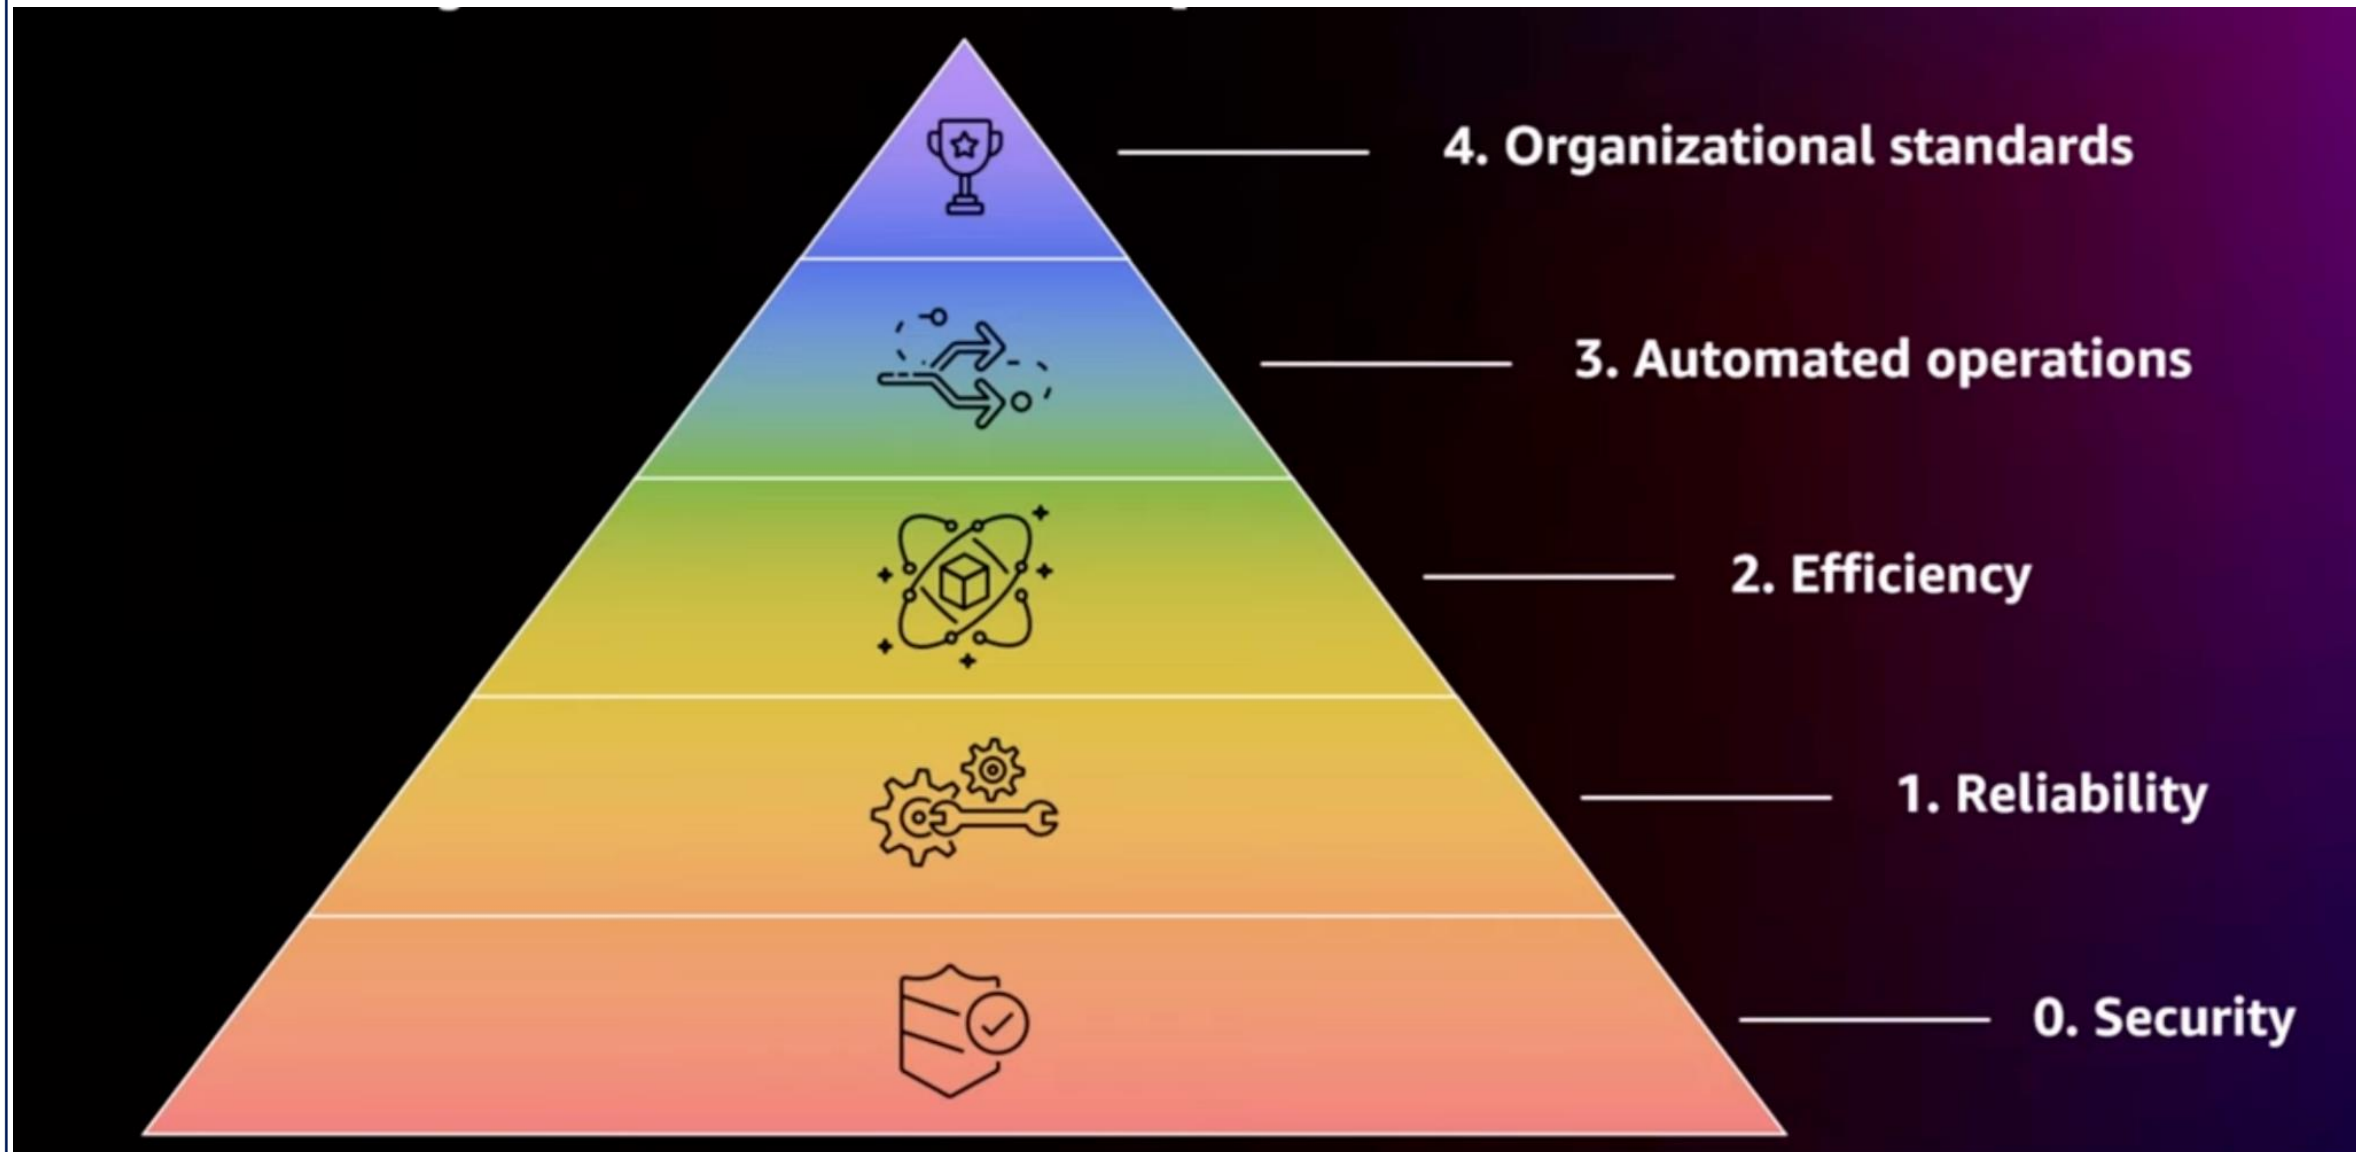 4. Organizational standards
3. Automated operations
2. Efficiency
1. Reliability
0. Security